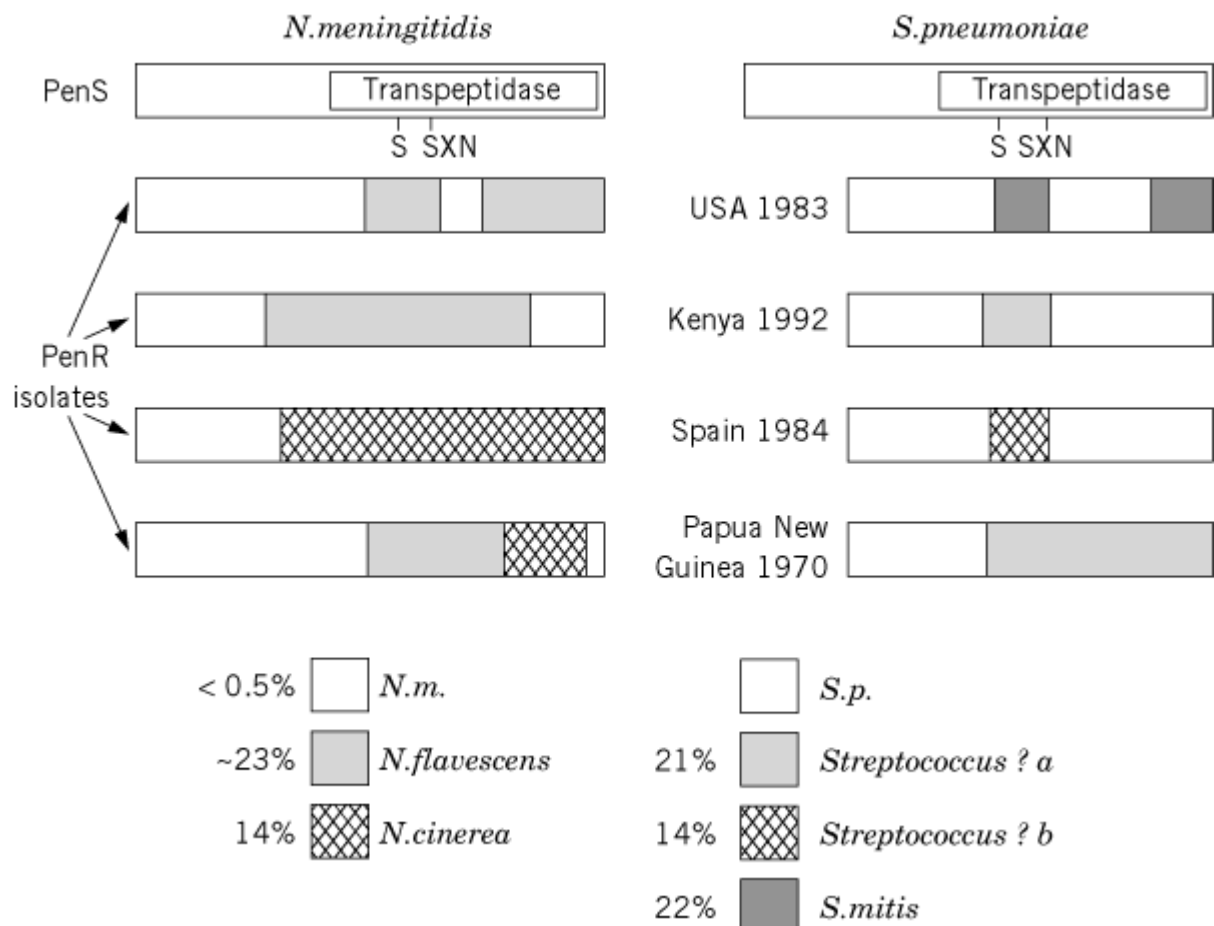 N.meningitidis
S.pneumoniae
PenS
Transpeptidase
Transpeptidase
S SXN
S SXN
USA 1983
Kenya 1992
PenR
isolates
Spain 1984
Papua New
Guinea 1970
< 0.5% N.m.
~23% N.flavescens
14% N.cinerea
S.p.
21% Streptococcus ? a
14% Streptococcus ? b
22% S.mitis